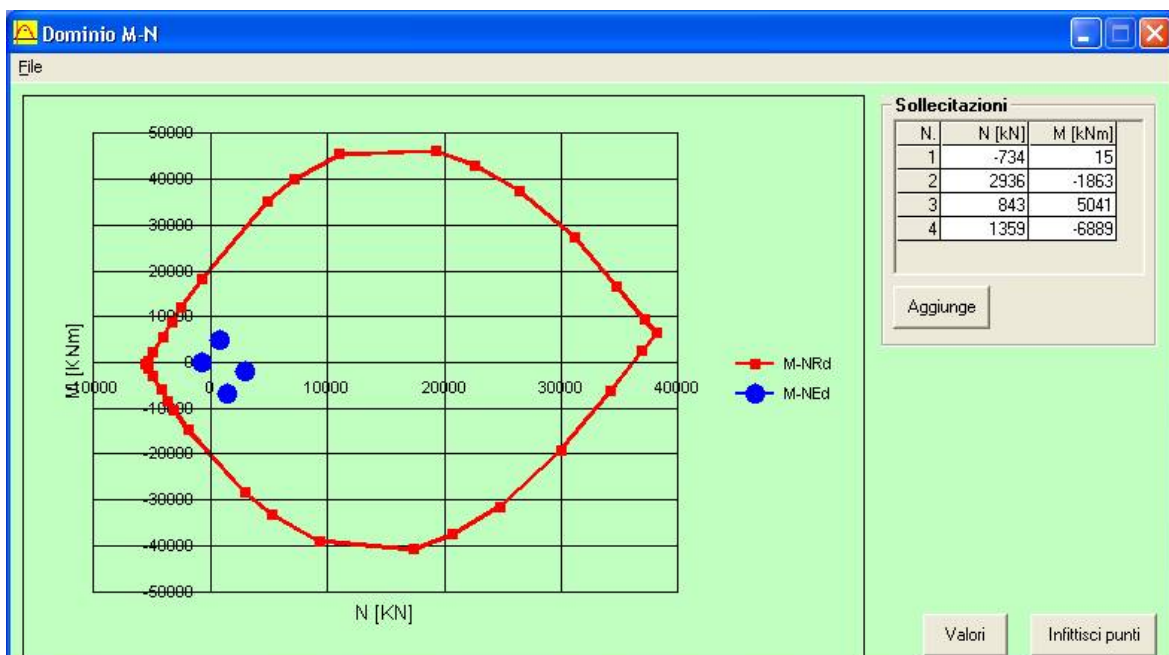 Dominio M-N
File
50000
40000
30000
20000
10000
0
-10000
-20000
-30000
-40000
-50000
M [KNm]
-10000 0 10000 20000 30000 40000
N [KN]
M-NRd
M-NEd
Sollecitazioni
N. N [kN] M [kNm]
1 -734 15
2 2936 -1863
3 843 5041
4 1359 -6889
Aggiunge
Valori Infittisci punti